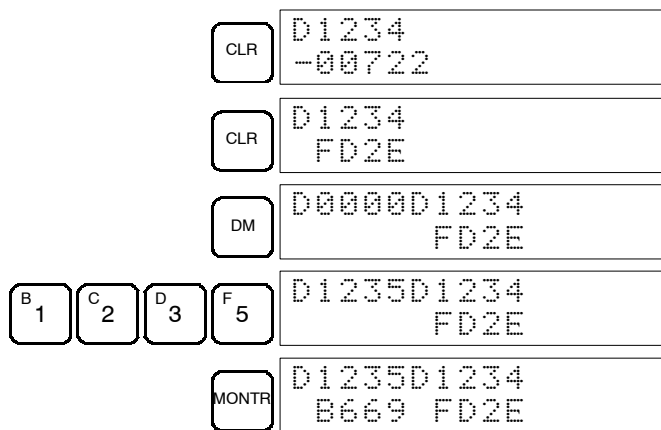 CLR D1234
-00722
CLR D1234
FD2E
DM D0000D1234
FD2E
B 1 C 2 D 3 F 5 D1235D1234
FD2E
MONTR D1235D1234
B669 FD2E